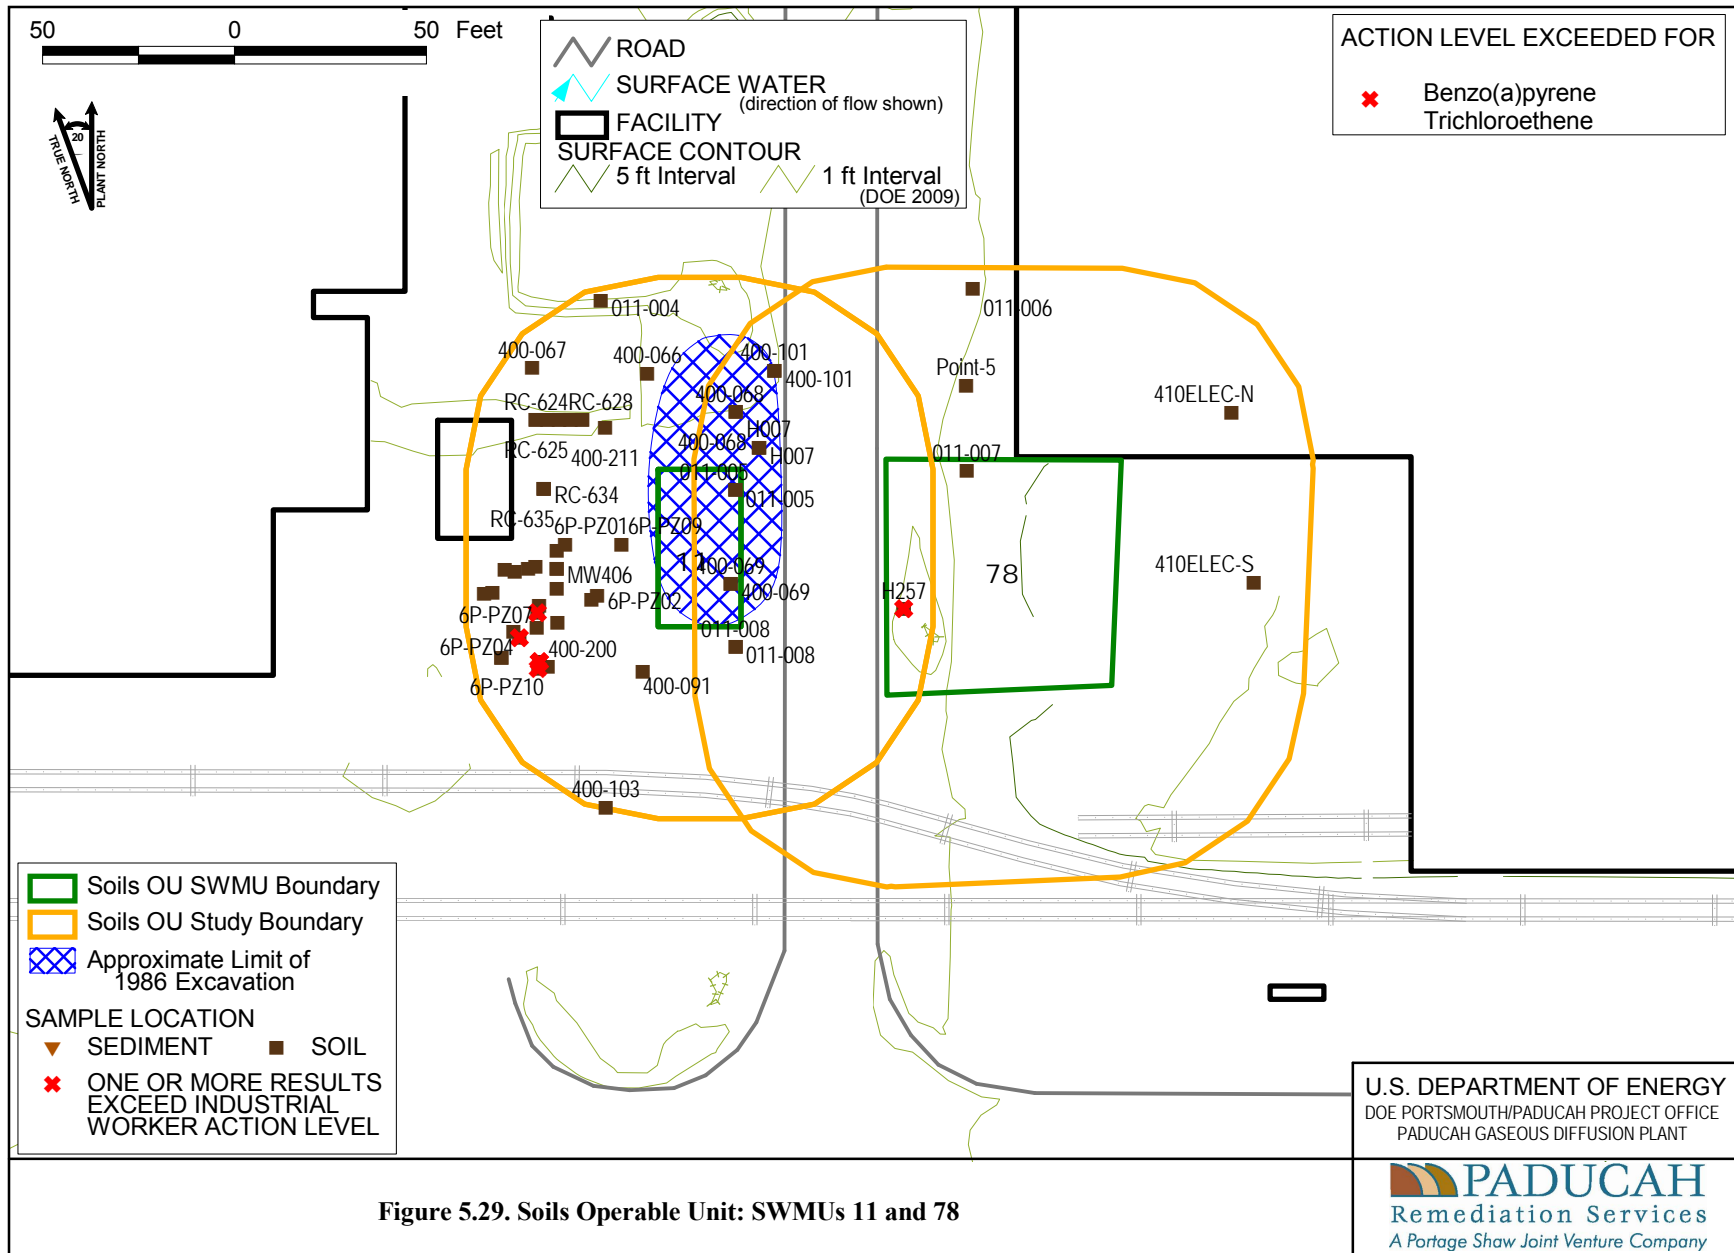 50 0 50 Feet
TRUE NORTH
20
PLANT NORTH
ROAD
SURFACE WATER
(direction of flow shown)
FACILITY
SURFACE CONTOUR
5 ft Interval 1 ft Interval
(DOE 2009)
ACTION LEVEL EXCEEDED FOR
Benzo(a)pyrene
Trichloroethene
011-004
011-006
400-067
400-066
400-101
400-101
Point-5
410ELEC-N
RC-624RC-628
400-068
H007
400-068
H007
RC-625
400-211
011-005
011-005
011-007
RC-634
RC-635
6P-PZ016P-PZ09
11
78
400-069
400-069
MW406
6P-PZ02
H257
410ELEC-S
6P-PZ07
011-008
011-008
6P-PZ04
400-200
6P-PZ10
400-091
400-103
Soils OU SWMU Boundary
Soils OU Study Boundary
Approximate Limit of
1986 Excavation
SAMPLE LOCATION
SEDIMENT SOIL
ONE OR MORE RESULTS
EXCEED INDUSTRIAL
WORKER ACTION LEVEL
U.S. DEPARTMENT OF ENERGY
DOE PORTSMOUTH/PADUCAH PROJECT OFFICE
PADUCAH GASEOUS DIFFUSION PLANT
Figure 5.29. Soils Operable Unit: SWMUs 11 and 78
PADUCAH
Remediation Services
A Portage Shaw Joint Venture Company